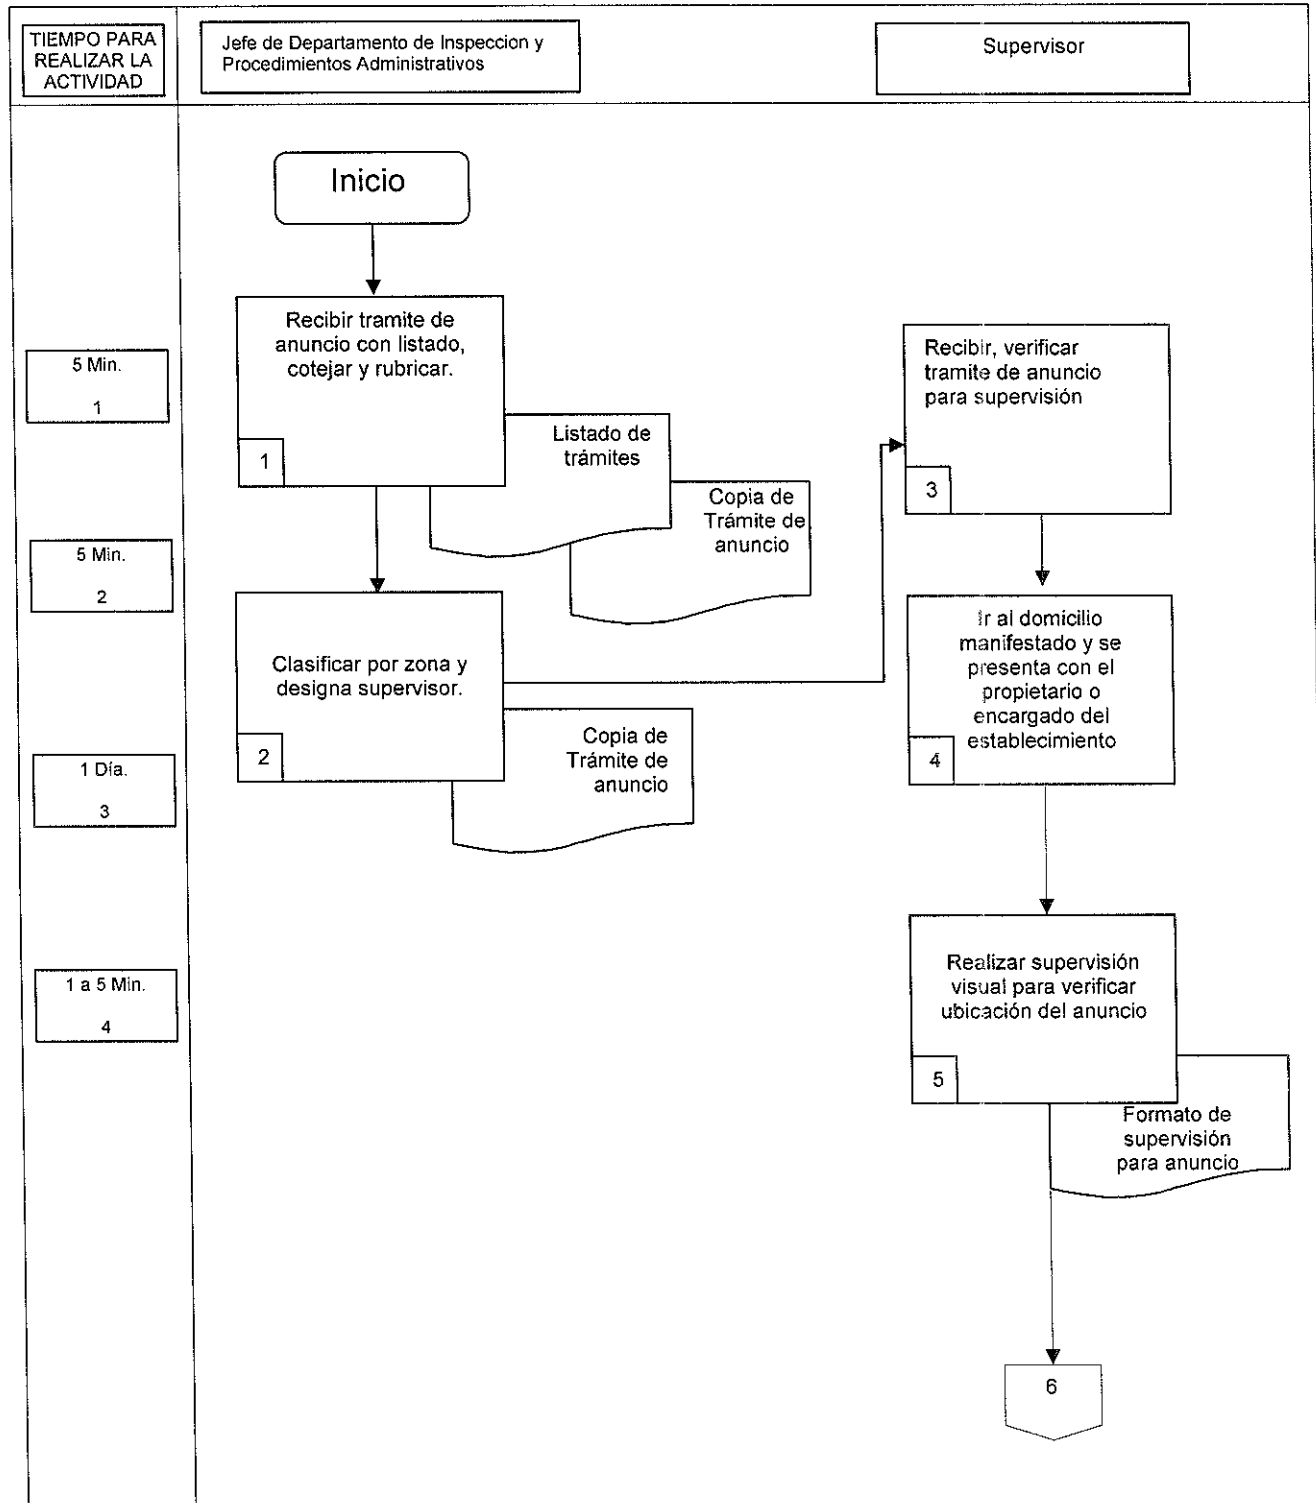 TIEMPO PARA
REALIZAR LA
ACTIVIDAD
Jefe de Departamento de Inspeccion y
Procedimientos Administrativos
Supervisor
Inicio
5 Min.
1
Recibir tramite de
anuncio con listado,
cotejar y rubricar.
1
Listado de
trámites
Copia de
Trámite de
anuncio
Recibir, verificar
tramite de anuncio
para supervisión
3
5 Min.
2
Clasificar por zona y
designa supervisor.
2
Copia de
Trámite de
anuncio
Ir al domicilio
manifestado y se
presenta con el
propietario o
encargado del
establecimiento
4
1 Día.
3
1 a 5 Min.
4
Realizar supervisión
visual para verificar
ubicación del anuncio
5
Formato de
supervisión
para anuncio
6